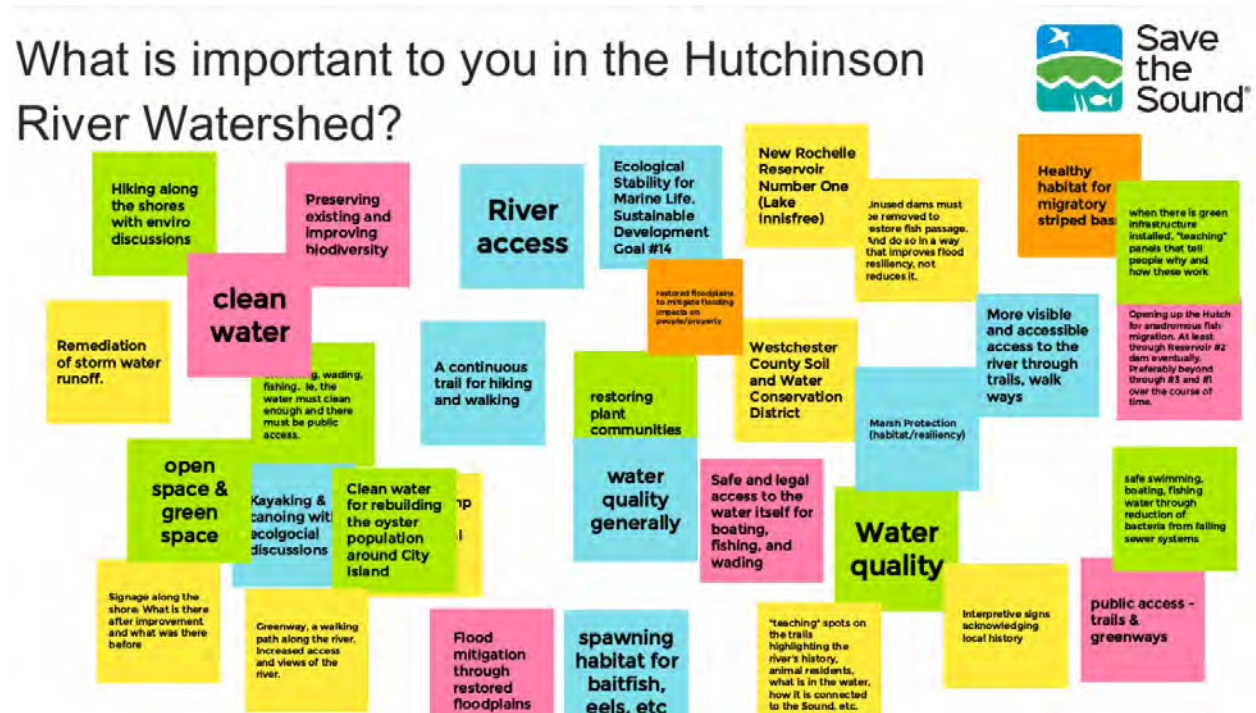 What is important to you in the Hutchinson
River Watershed?
Save
the
Sound®
Hiking along
the shores
with enviro
discussions
Preserving
existing and
improving
biodiversity
River
access
Ecological
Stability for
Marine Life.
Sustainable
Development
Goal #14
New Rochelle
Reservoir
Number One
(Lake
Innisfree)
Unused dams must
be removed to
restore fish passage.
And do so in a way
that improves flood
resiliency, not
reduces it.
Healthy
habitat for
migratory
striped bass
when there is green
infrastructure
installed, "teaching"
panels that tell
people why and
how these work
clean
water
restored floodplains
to mitigate flooding
impacts on
people/property
Remediation
of storm water
runoff.
wading,
fishing. Ie, the
water must clean
enough and there
must be public
access.
A continuous
trail for hiking
and walking
restoring
plant
communities
Westchester
County Soil
and Water
Conservation
District
More visible
and accessible
access to the
river through
trails, walk
ways
Opening up the Hutch
for anadromous fish
migration. At least
through Reservoir #2
dam eventually.
Preferably beyond
through #3 and #1
over the course of
time.
Marsh Protection
(habitat/resiliency)
open
space &
green
space
Kayaking &
canoing with
ecolgocial
discussions
Clean water
for rebuilding
the oyster
population
around City
Island
water
quality
generally
Safe and legal
access to the
water itself for
boating,
fishing, and
wading
Water
quality
safe swimming,
boating, fishing
water through
reduction of
bacteria from failing
sewer systems
Signage along the
shore: What is there
after improvement
and what was there
before
Greenway, a walking
path along the river.
Increased access
and views of the
river.
Flood
mitigation
through
restored
floodplains
spawning
habitat for
baitfish,
eels, etc
"teaching" spots on
the trails
highlighting the
river's history,
animal residents,
what is in the water,
how it is connected
to the Sound, etc.
Interpretive signs
acknowledging
local history
public access -
trails &
greenways